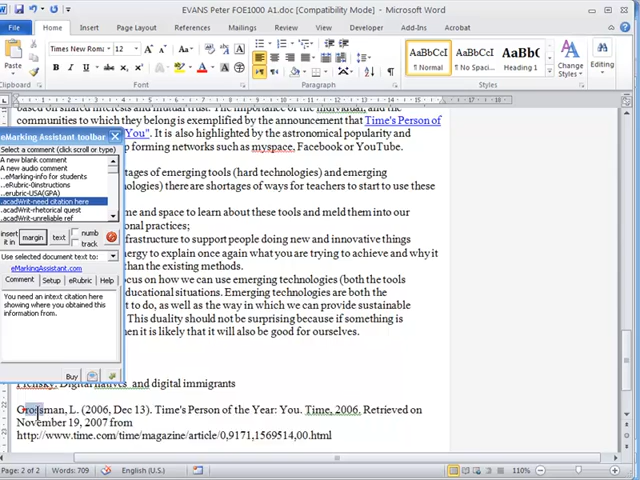 EVANS Peter FOE1000 A1.doc [Compatibility Mode] - Microsoft Word
File Home Insert Page Layout References Mailings Review View Developer Add-Ins Acrobat
Paste
Times New Roma 12
AaBbCcI AaBbCcI AaBbC
¶ Normal ¶ No Spaci...
Change Styles
Editing
Clipboard Font Paragraph Styles
communities to which they belong is exemplified by the announcement that Time's Person of
You". It is also highlighted by the astronomical popularity and
forming networks such as myspace, Facebook or YouTube.
tages of emerging tools (hard technologies) and emerging
nologies) there are shortages of ways for teachers to start to use these
me and space to learn about these tools and meld them into our
onal practices;
frastructure to support people doing new and innovative things
ergy to explain once again what you are trying to achieve and why it
than the existing methods.
ocus on how we can use emerging technologies (both the tools
ducational situations. Emerging technologies are both the
t to do, as well as the way in which we can provide sustainable
This duality should not be surprising because if something is
hen it is likely that it will also be good for ourselves.
Digital natives and digital immigrants
Grossman, L. (2006, Dec 13). Time's Person of the Year: You. Time, 2006. Retrieved on
November 19, 2007 from
http://www.time.com/time/magazine/article/0,9171,1569514,00.html
eMarking Assistant toolbar
Select a comment (click scroll or type)
A new blank comment
A new audio comment
..eMarking-info for students
..eRubric-0instructions
..erubric-USA(GPA)
.acadWrit-need citation here
.acadWrit-rhetorical quest
.acadWrit-unreliable ref
insert it in margin text numb track
Use selected document text to:
eMarkingAssistant.com
Comment Setup eRubric Help
You need an intext citation here
showing where you obtained this
information from.
Buy
Page: 2 of 2 Words: 709 English (U.S.) 110%